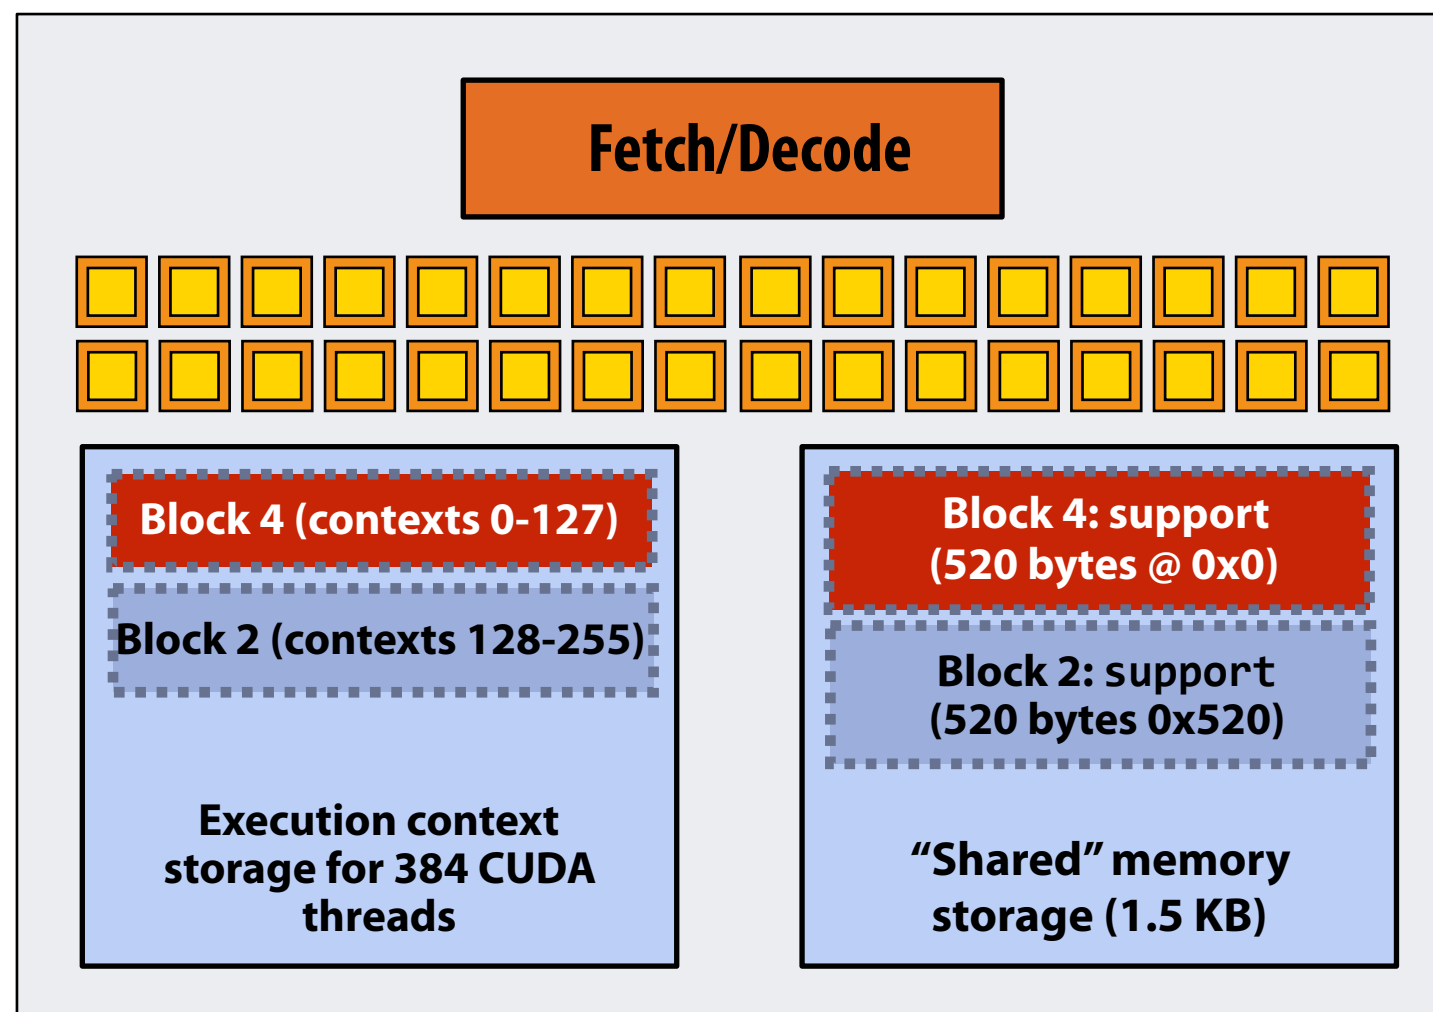 Fetch/Decode
Block 4 (contexts 0-127)
Block 2 (contexts 128-255)
Execution context
storage for 384 CUDA
threads
Block 4: support
(520 bytes @ 0x0)
Block 2: support
(520 bytes 0x520)
“Shared” memory
storage (1.5 KB)